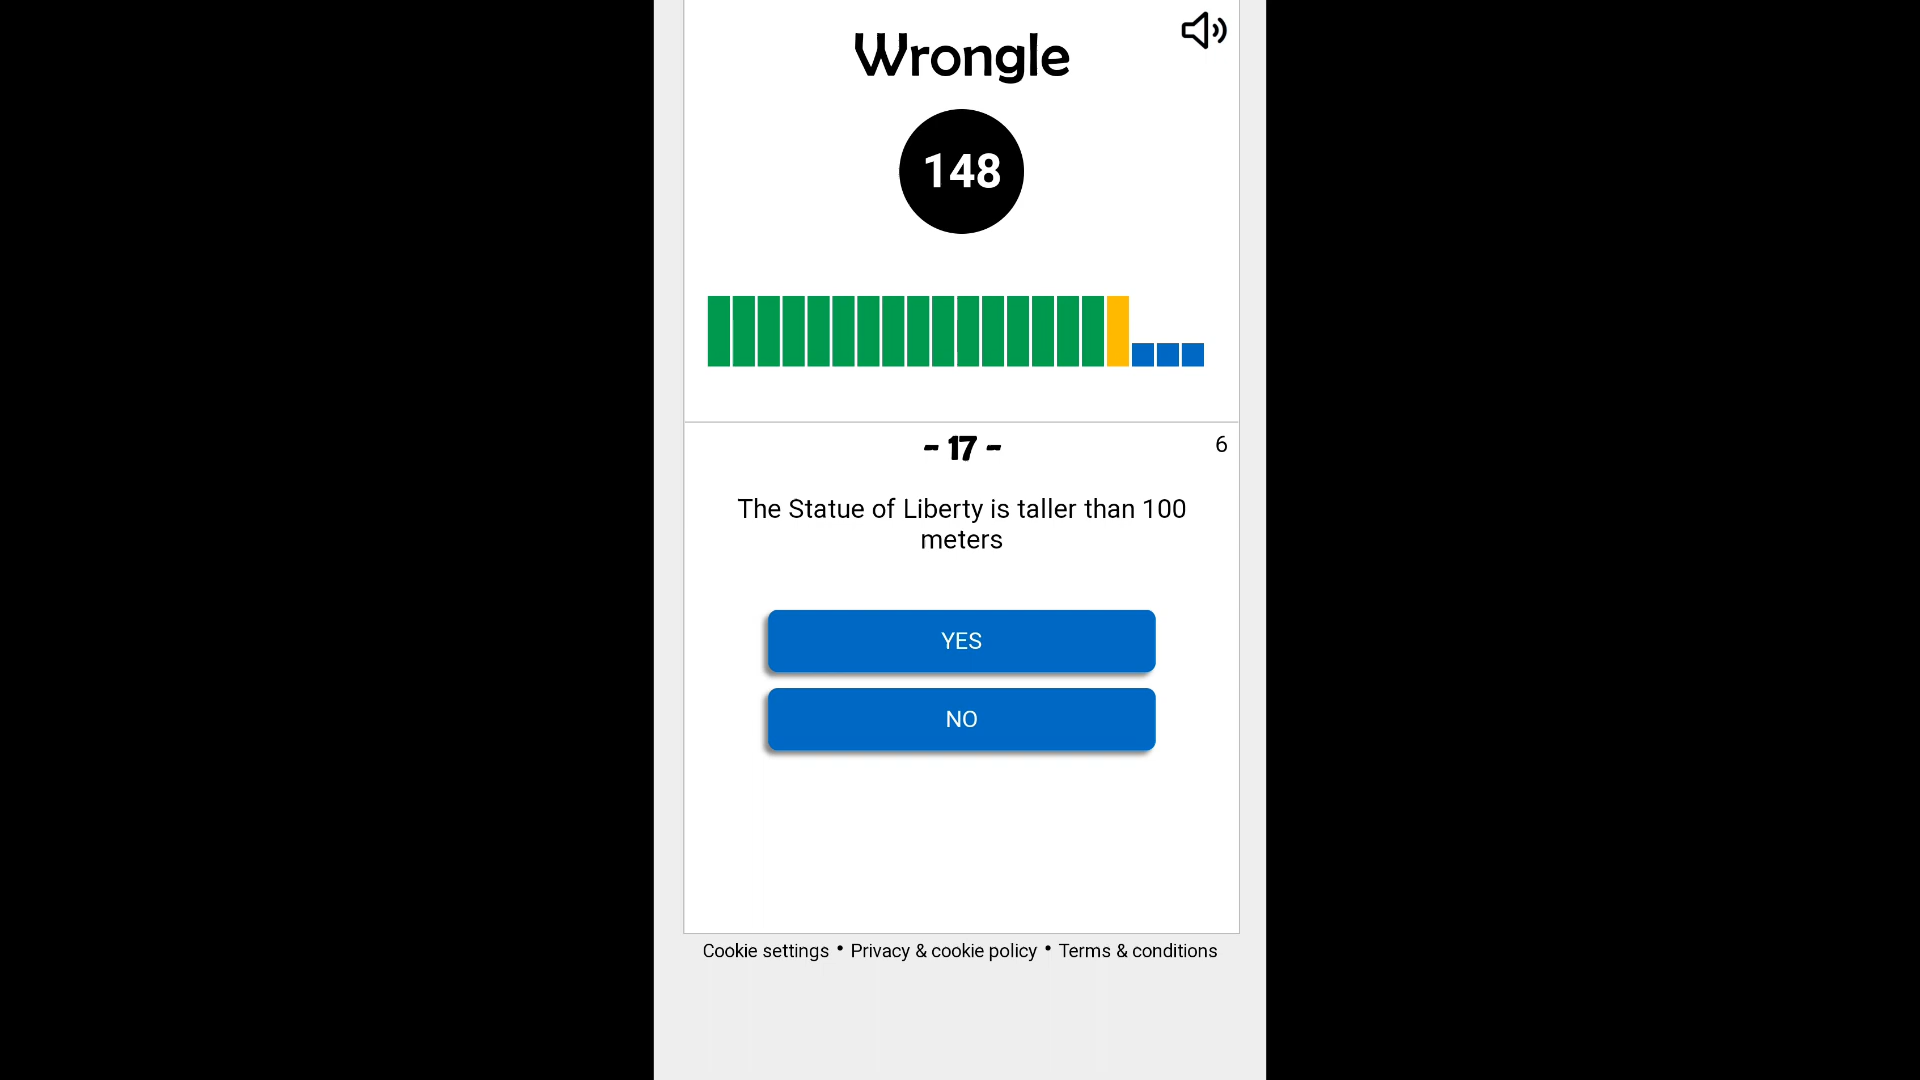 Wrongle
148
- 17 -
6
The Statue of Liberty is taller than 100
meters
YES
NO
Cookie settings • Privacy & cookie policy • Terms & conditions